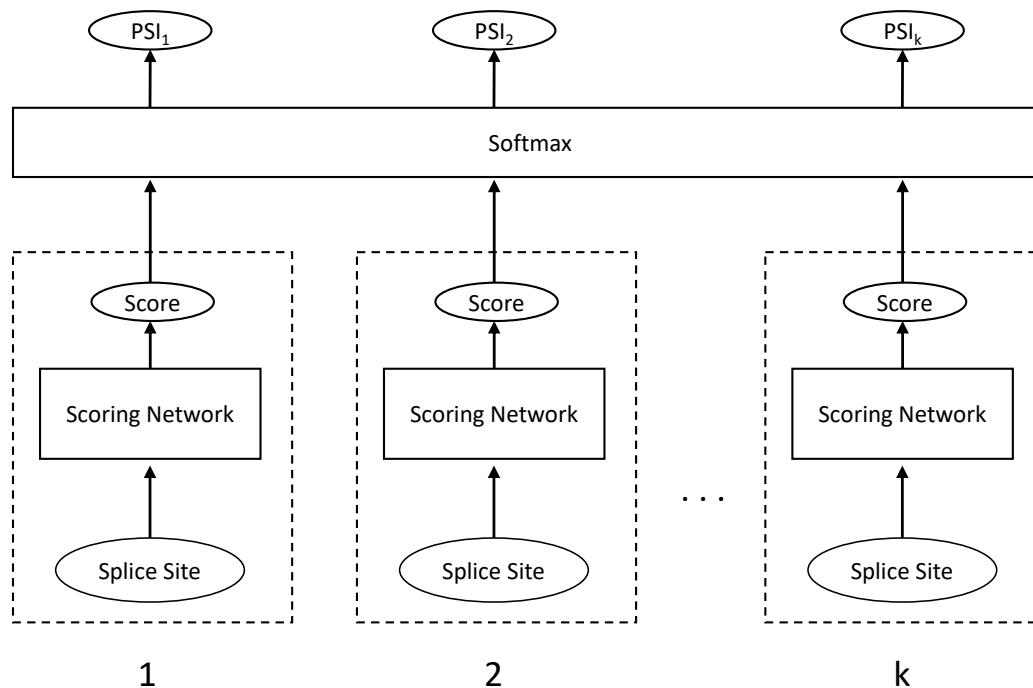 PSI₁ PSI₂ PSIₖ
Softmax
Score Score Score
Scoring Network Scoring Network Scoring Network
. . .
Splice Site Splice Site Splice Site
1 2 k